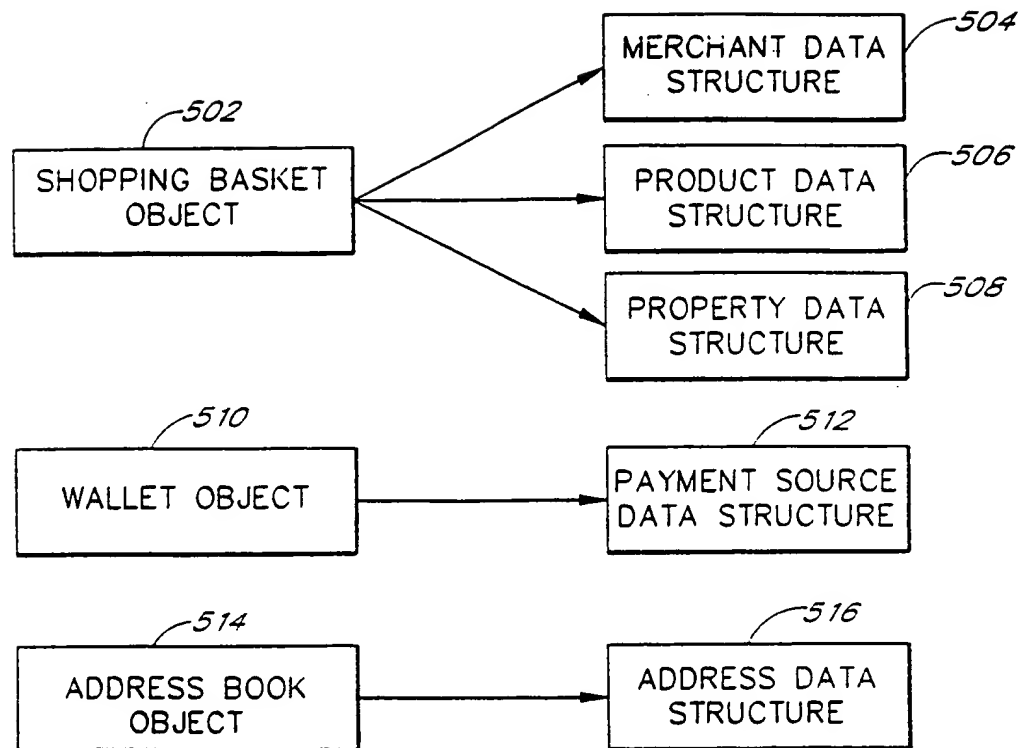 504
MERCHANT DATA
STRUCTURE
502
SHOPPING BASKET
OBJECT
506
PRODUCT DATA
STRUCTURE
508
PROPERTY DATA
STRUCTURE
510
WALLET OBJECT
512
PAYMENT SOURCE
DATA STRUCTURE
514
ADDRESS BOOK
OBJECT
516
ADDRESS DATA
STRUCTURE